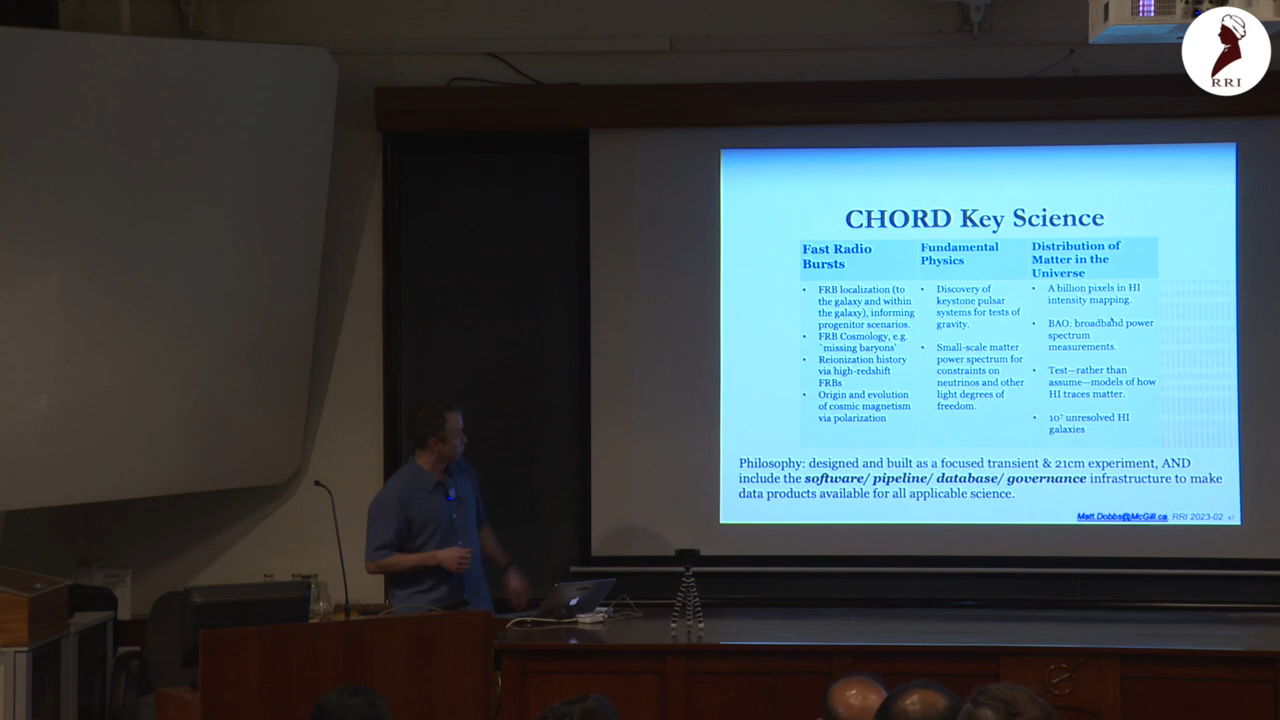 RRI
CHORD Key Science
Fast Radio
Bursts
• FRB localization (to
the galaxy and within
the galaxy), informing
progenitor scenarios.
• FRB Cosmology, e.g.
`missing baryons'
• Reionization history
via high-redshift
FRBs
• Origin and evolution
of cosmic magnetism
via polarization
Fundamental
Physics
• Discovery of
keystone pulsar
systems for tests of
gravity.
• Small-scale matter
power spectrum for
constraints on
neutrinos and other
light degrees of
freedom.
Distribution of
Matter in the
Universe
• A billion pixels in HI
intensity mapping.
• BAO: broadband power
spectrum
measurements.
• Test—rather than
assume—models of how
HI traces matter.
• 10⁷ unresolved HI
galaxies
Philosophy: designed and built as a focused transient & 21cm experiment, AND
include the software/ pipeline/ database/ governance infrastructure to make
data products available for all applicable science.
Matt.Dobbs@McGill.ca, RRI 2023-02 47